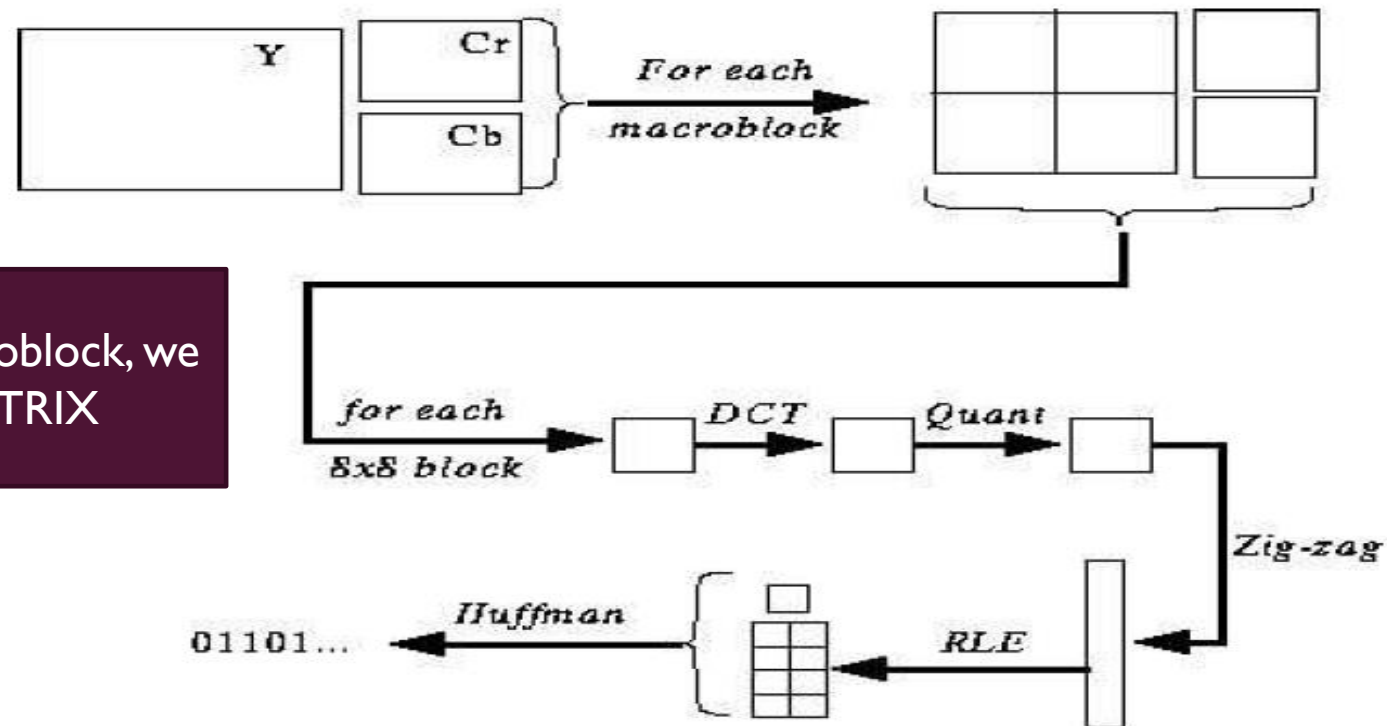 Y
Cr
Cb
For each
macroblock
oblock, we
TRIX
for each
8x8 block
DCT
Quant
Zig-zag
RLE
Huffman
01101...